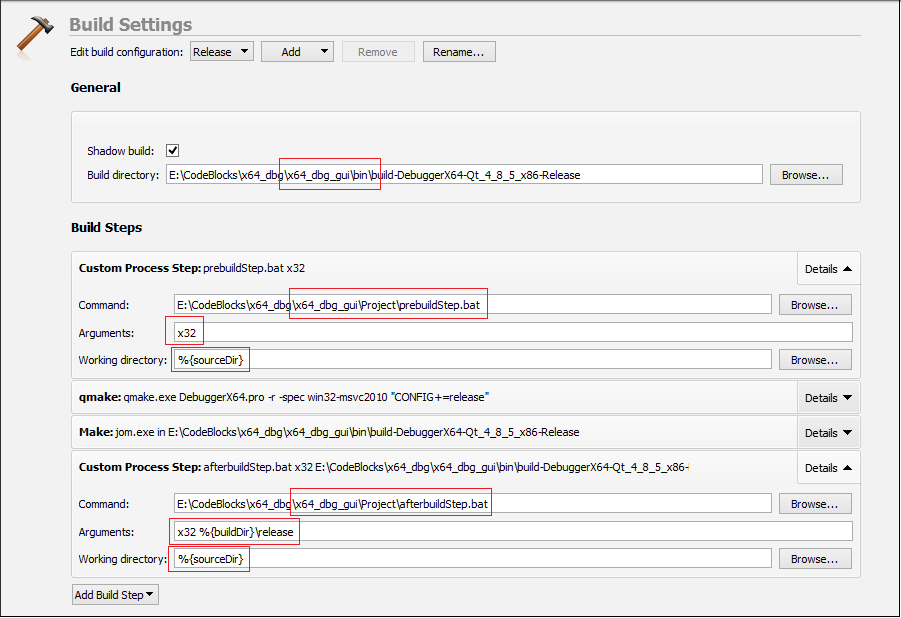 Build Settings
Edit build configuration: Release Add Remove Rename...
General
Shadow build:
Build directory: E:\CodeBlocks\x64_dbg\x64_dbg_gui\bin\build-DebuggerX64-Qt_4_8_5_x86-Release Browse...
Build Steps
Custom Process Step: prebuildStep.bat x32 Details
Command: E:\CodeBlocks\x64_dbg\x64_dbg_gui\Project\prebuildStep.bat Browse...
Arguments: x32
Working directory: %{sourceDir} Browse...
qmake: qmake.exe DebuggerX64.pro -r -spec win32-msvc2010 "CONFIG+=release" Details
Make: jom.exe in E:\CodeBlocks\x64_dbg\x64_dbg_gui\bin\build-DebuggerX64-Qt_4_8_5_x86-Release Details
Custom Process Step: afterbuildStep.bat x32 E:\CodeBlocks\x64_dbg\x64_dbg_gui\bin\build-DebuggerX64-Qt_4_8_5_x86-I Details
Command: E:\CodeBlocks\x64_dbg\x64_dbg_gui\Project\afterbuildStep.bat Browse...
Arguments: x32 %{buildDir}\release
Working directory: %{sourceDir} Browse...
Add Build Step